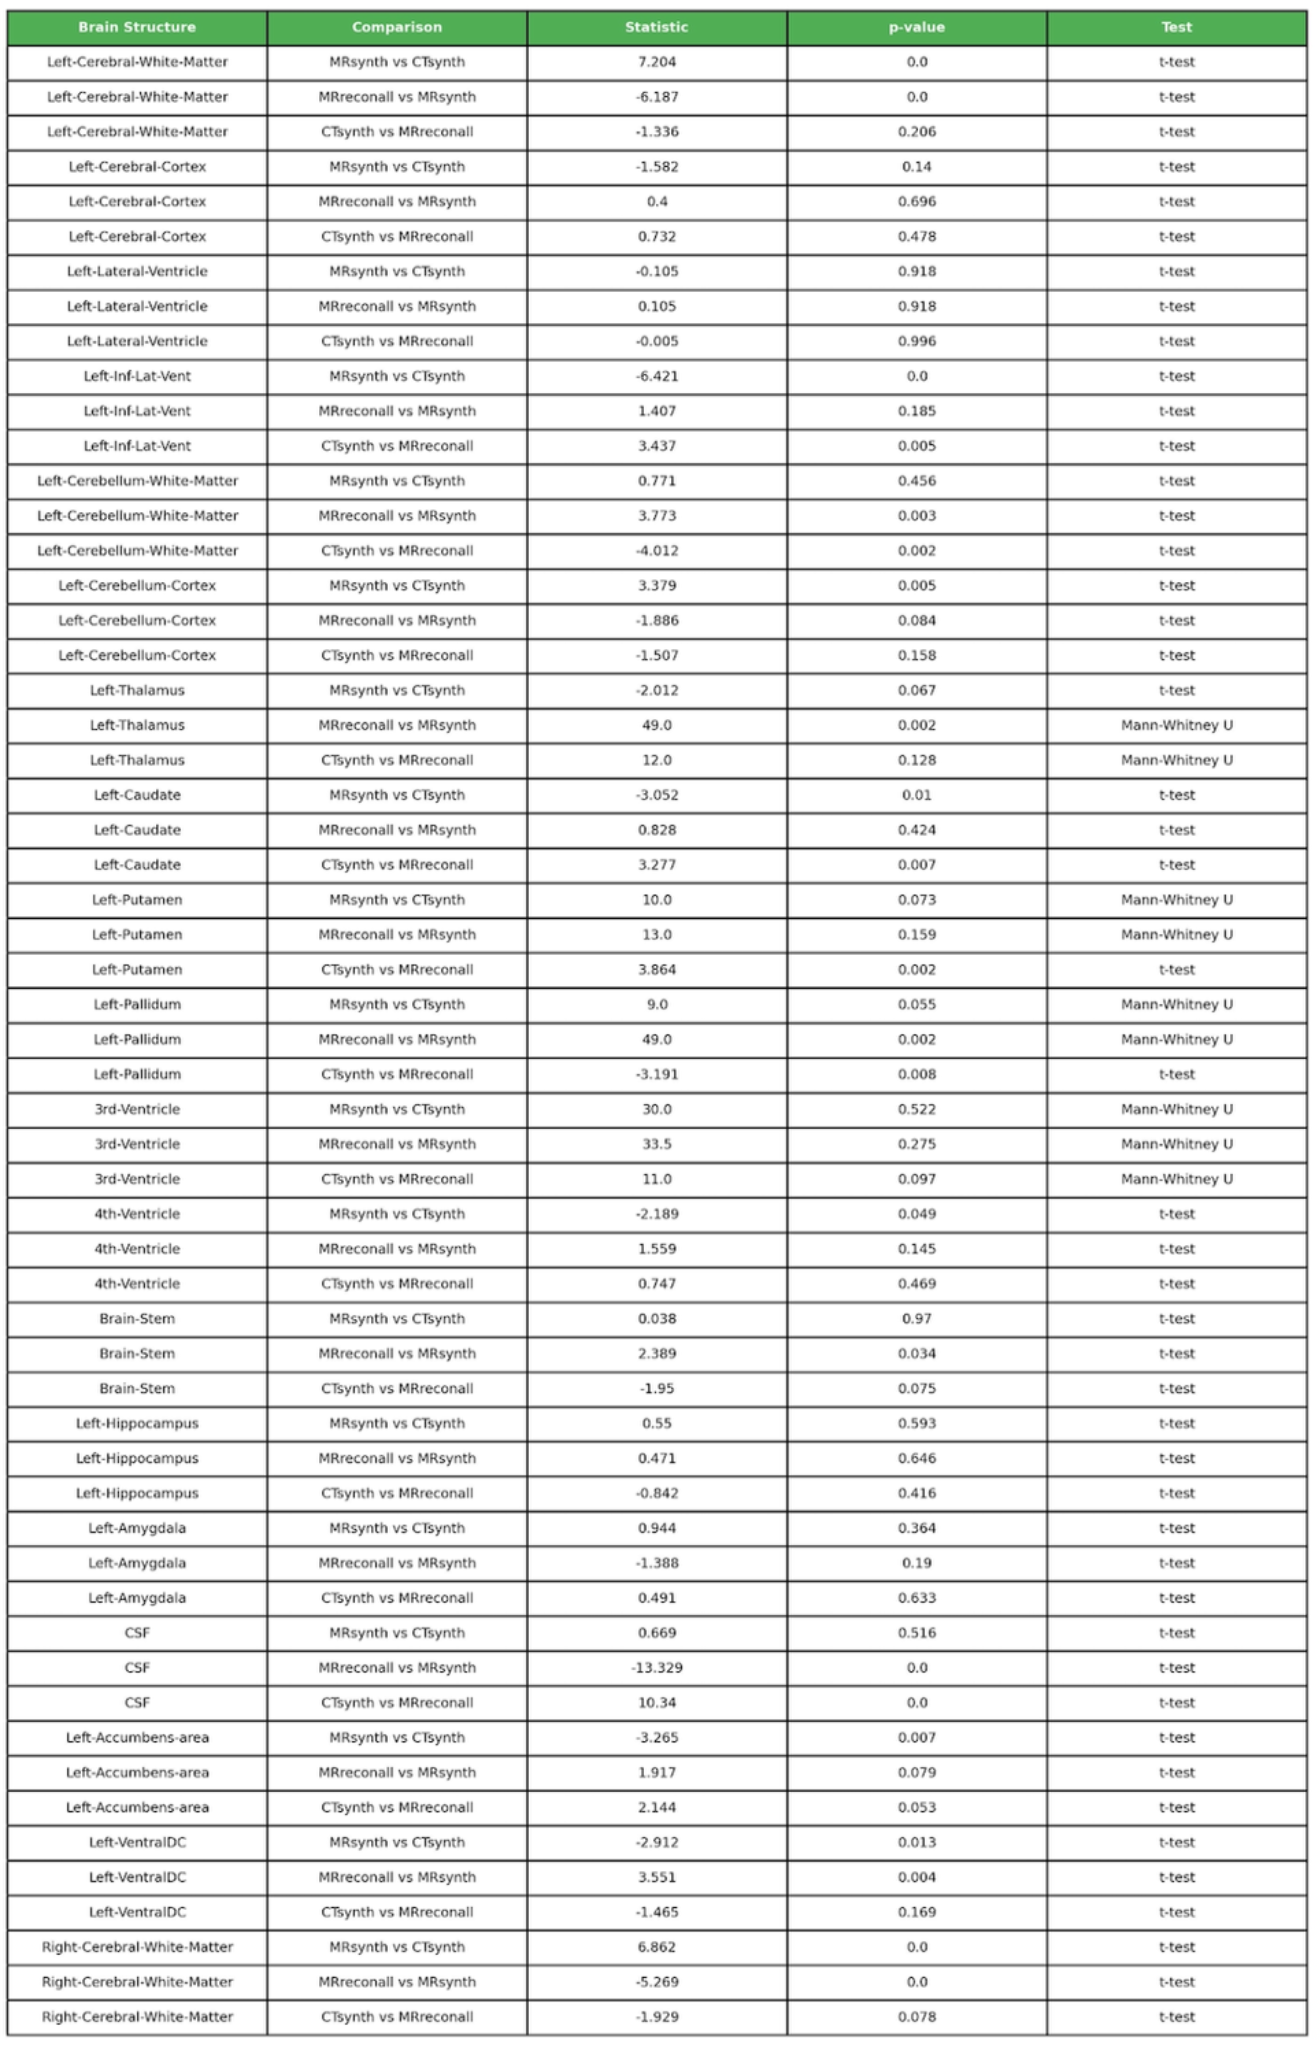 Brain Structure Comparison Statistic p-value Test
Left-Cerebral-White-Matter MRsynth vs CTsynth 7.204 0.0 t-test
Left-Cerebral-White-Matter MRreconall vs MRsynth -6.187 0.0 t-test
Left-Cerebral-White-Matter CTsynth vs MRreconall -1.336 0.206 t-test
Left-Cerebral-Cortex MRsynth vs CTsynth -1.582 0.14 t-test
Left-Cerebral-Cortex MRreconall vs MRsynth 0.4 0.696 t-test
Left-Cerebral-Cortex CTsynth vs MRreconall 0.732 0.478 t-test
Left-Lateral-Ventricle MRsynth vs CTsynth -0.105 0.918 t-test
Left-Lateral-Ventricle MRreconall vs MRsynth 0.105 0.918 t-test
Left-Lateral-Ventricle CTsynth vs MRreconall -0.005 0.996 t-test
Left-Inf-Lat-Vent MRsynth vs CTsynth -6.421 0.0 t-test
Left-Inf-Lat-Vent MRreconall vs MRsynth 1.407 0.185 t-test
Left-Inf-Lat-Vent CTsynth vs MRreconall 3.437 0.005 t-test
Left-Cerebellum-White-Matter MRsynth vs CTsynth 0.771 0.456 t-test
Left-Cerebellum-White-Matter MRreconall vs MRsynth 3.773 0.003 t-test
Left-Cerebellum-White-Matter CTsynth vs MRreconall -4.012 0.002 t-test
Left-Cerebellum-Cortex MRsynth vs CTsynth 3.379 0.005 t-test
Left-Cerebellum-Cortex MRreconall vs MRsynth -1.886 0.084 t-test
Left-Cerebellum-Cortex CTsynth vs MRreconall -1.507 0.158 t-test
Left-Thalamus MRsynth vs CTsynth -2.012 0.067 t-test
Left-Thalamus MRreconall vs MRsynth 49.0 0.002 Mann-Whitney U
Left-Thalamus CTsynth vs MRreconall 12.0 0.128 Mann-Whitney U
Left-Caudate MRsynth vs CTsynth -3.052 0.01 t-test
Left-Caudate MRreconall vs MRsynth 0.828 0.424 t-test
Left-Caudate CTsynth vs MRreconall 3.277 0.007 t-test
Left-Putamen MRsynth vs CTsynth 10.0 0.073 Mann-Whitney U
Left-Putamen MRreconall vs MRsynth 13.0 0.159 Mann-Whitney U
Left-Putamen CTsynth vs MRreconall 3.864 0.002 t-test
Left-Pallidum MRsynth vs CTsynth 9.0 0.055 Mann-Whitney U
Left-Pallidum MRreconall vs MRsynth 49.0 0.002 Mann-Whitney U
Left-Pallidum CTsynth vs MRreconall -3.191 0.008 t-test
3rd-Ventricle MRsynth vs CTsynth 30.0 0.522 Mann-Whitney U
3rd-Ventricle MRreconall vs MRsynth 33.5 0.275 Mann-Whitney U
3rd-Ventricle CTsynth vs MRreconall 11.0 0.097 Mann-Whitney U
4th-Ventricle MRsynth vs CTsynth -2.189 0.049 t-test
4th-Ventricle MRreconall vs MRsynth 1.559 0.145 t-test
4th-Ventricle CTsynth vs MRreconall 0.747 0.469 t-test
Brain-Stem MRsynth vs CTsynth 0.038 0.97 t-test
Brain-Stem MRreconall vs MRsynth 2.389 0.034 t-test
Brain-Stem CTsynth vs MRreconall -1.95 0.075 t-test
Left-Hippocampus MRsynth vs CTsynth 0.55 0.593 t-test
Left-Hippocampus MRreconall vs MRsynth 0.471 0.646 t-test
Left-Hippocampus CTsynth vs MRreconall -0.842 0.416 t-test
Left-Amygdala MRsynth vs CTsynth 0.944 0.364 t-test
Left-Amygdala MRreconall vs MRsynth -1.388 0.19 t-test
Left-Amygdala CTsynth vs MRreconall 0.491 0.633 t-test
CSF MRsynth vs CTsynth 0.669 0.516 t-test
CSF MRreconall vs MRsynth -13.329 0.0 t-test
CSF CTsynth vs MRreconall 10.34 0.0 t-test
Left-Accumbens-area MRsynth vs CTsynth -3.265 0.007 t-test
Left-Accumbens-area MRreconall vs MRsynth 1.917 0.079 t-test
Left-Accumbens-area CTsynth vs MRreconall 2.144 0.053 t-test
Left-VentralDC MRsynth vs CTsynth -2.912 0.013 t-test
Left-VentralDC MRreconall vs MRsynth 3.551 0.004 t-test
Left-VentralDC CTsynth vs MRreconall -1.465 0.169 t-test
Right-Cerebral-White-Matter MRsynth vs CTsynth 6.862 0.0 t-test
Right-Cerebral-White-Matter MRreconall vs MRsynth -5.269 0.0 t-test
Right-Cerebral-White-Matter CTsynth vs MRreconall -1.929 0.078 t-test